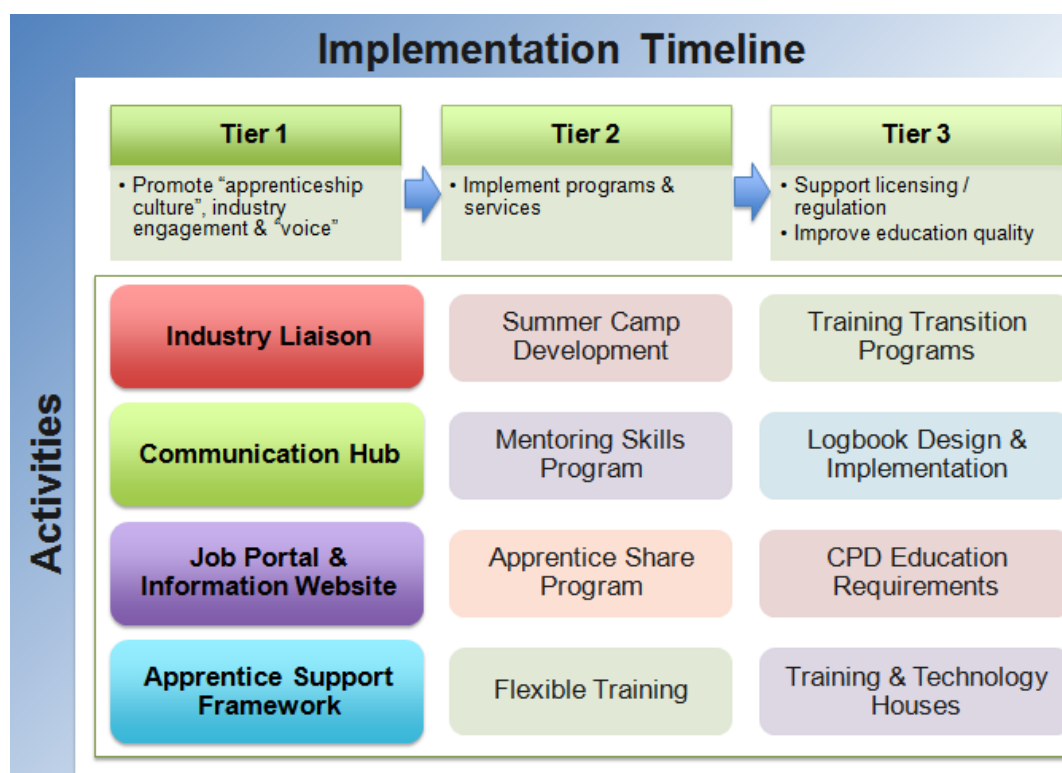 Implementation Timeline
Tier 1
• Promote “apprenticeship
culture”, industry
engagement & “voice”
Tier 2
• Implement programs &
services
Tier 3
• Support licensing /
regulation
• Improve education quality
Activities
Industry Liaison
Summer Camp
Development
Training Transition
Programs
Communication Hub
Mentoring Skills
Program
Logbook Design &
Implementation
Job Portal &
Information Website
Apprentice Share
Program
CPD Education
Requirements
Apprentice Support
Framework
Flexible Training
Training & Technology
Houses